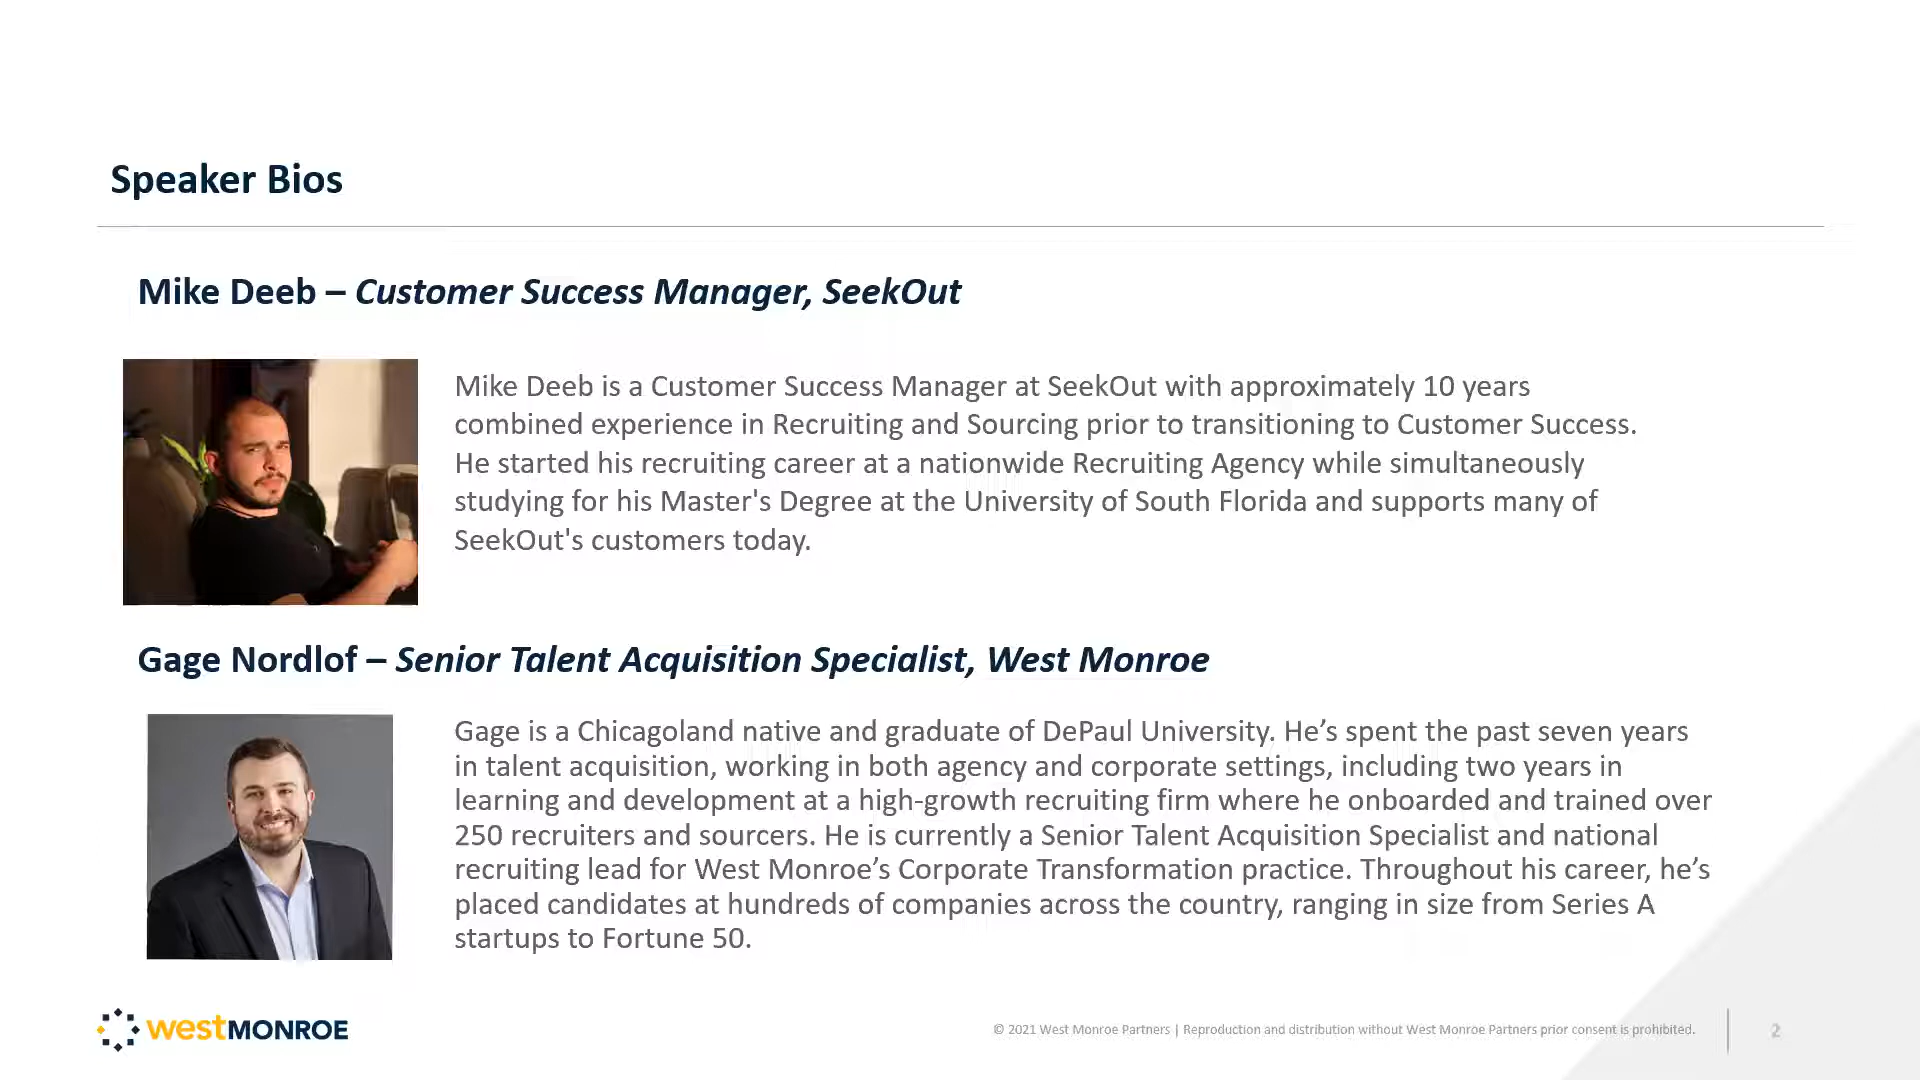 Speaker Bios
Mike Deeb – Customer Success Manager, SeekOut
Mike Deeb is a Customer Success Manager at SeekOut with approximately 10 years
combined experience in Recruiting and Sourcing prior to transitioning to Customer Success.
He started his recruiting career at a nationwide Recruiting Agency while simultaneously
studying for his Master's Degree at the University of South Florida and supports many of
SeekOut's customers today.
Gage Nordlof – Senior Talent Acquisition Specialist, West Monroe
Gage is a Chicagoland native and graduate of DePaul University. He’s spent the past seven years
in talent acquisition, working in both agency and corporate settings, including two years in
learning and development at a high-growth recruiting firm where he onboarded and trained over
250 recruiters and sourcers. He is currently a Senior Talent Acquisition Specialist and national
recruiting lead for West Monroe’s Corporate Transformation practice. Throughout his career, he’s
placed candidates at hundreds of companies across the country, ranging in size from Series A
startups to Fortune 50.
westMONROE
© 2021 West Monroe Partners | Reproduction and distribution without West Monroe Partners prior consent is prohibited.
2